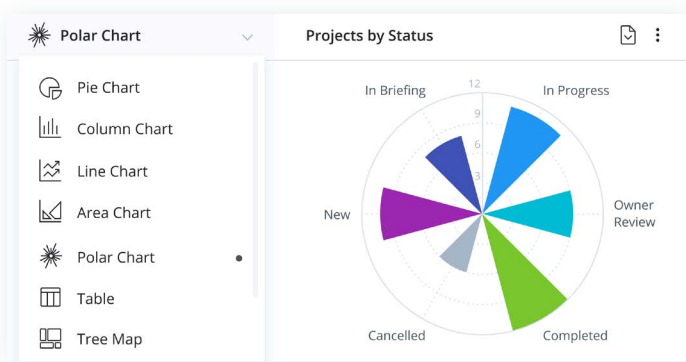 Polar Chart
Projects by Status
Pie Chart
Column Chart
Line Chart
Area Chart
Polar Chart
Table
Tree Map
12
9
6
3
In Briefing
In Progress
New
Owner
Review
Cancelled
Completed